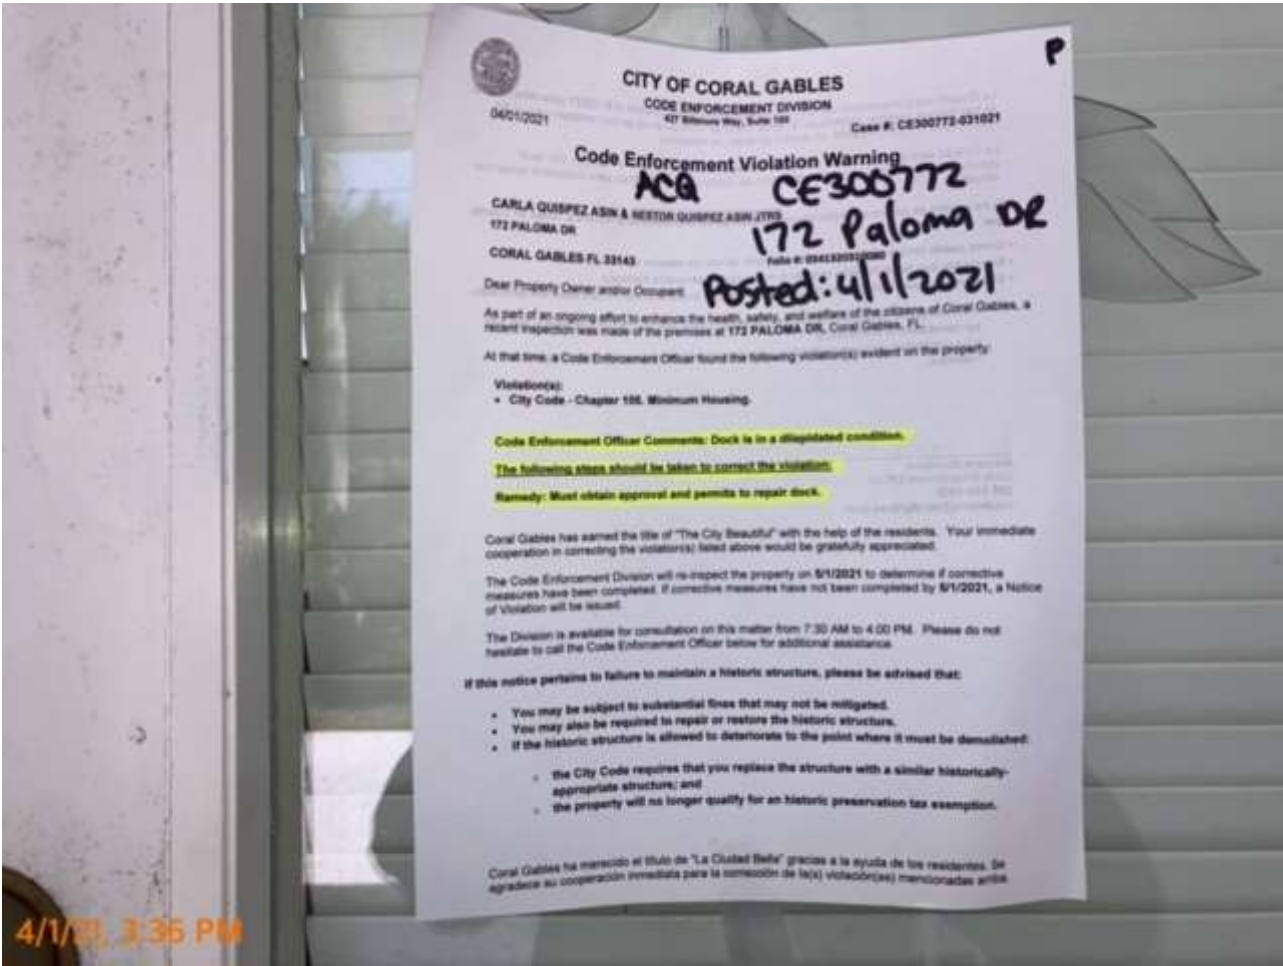 P
CITY OF CORAL GABLES
CODE ENFORCEMENT DIVISION
427 Biltmore Way, Suite 100
04/01/2021
Case #: CE300772-031021
Code Enforcement Violation Warning
ACQ CE300772
CARLA QUISPEZ ASIN & NESTOR QUISPEZ ASIN JTRS
172 PALOMA DR
172 Paloma DR
CORAL GABLES FL 33143
Folio #:
Dear Property Owner and/or Occupant:
Posted: 4/1/2021
As part of an ongoing effort to enhance the health, safety, and welfare of the citizens of Coral Gables, a
recent inspection was made of the premises at 172 PALOMA DR, Coral Gables, FL.
At that time, a Code Enforcement Officer found the following violation(s) evident on the property:
Violation(s):
• City Code - Chapter 105. Minimum Housing.
Code Enforcement Officer Comments: Dock is in a dilapidated condition.
The following steps should be taken to correct the violation:
Remedy: Must obtain approval and permits to repair dock.
Coral Gables has earned the title of "The City Beautiful" with the help of the residents. Your immediate
cooperation in correcting the violation(s) listed above would be gratefully appreciated.
The Code Enforcement Division will re-inspect the property on 5/1/2021 to determine if corrective
measures have been completed. If corrective measures have not been completed by 5/1/2021, a Notice
of Violation will be issued.
The Division is available for consultation on this matter from 7:30 AM to 4:00 PM. Please do not
hesitate to call the Code Enforcement Officer below for additional assistance.
If this notice pertains to failure to maintain a historic structure, please be advised that:
• You may be subject to substantial fines that may not be mitigated.
• You may also be required to repair or restore the historic structure.
• If the historic structure is allowed to deteriorate to the point where it must be demolished:
o the City Code requires that you replace the structure with a similar historically-
appropriate structure; and
o the property will no longer qualify for an historic preservation tax exemption.
Coral Gables ha merecido el título de "La Ciudad Bella" gracias a la ayuda de los residentes. Se
agradece su cooperación inmediata para la corrección de la(s) violación(es) mencionadas arriba
4/1/21, 3:36 PM